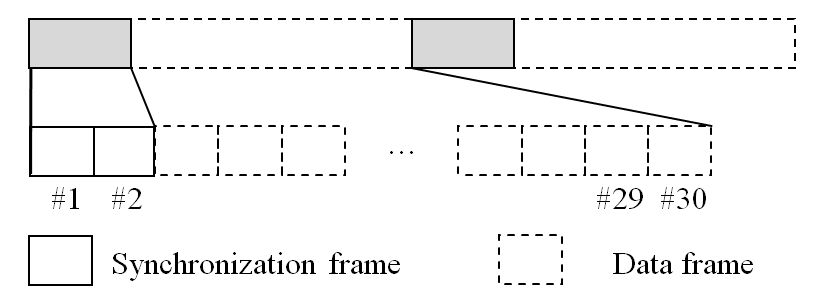 …
#1 #2 #29 #30
Synchronization frame Data frame